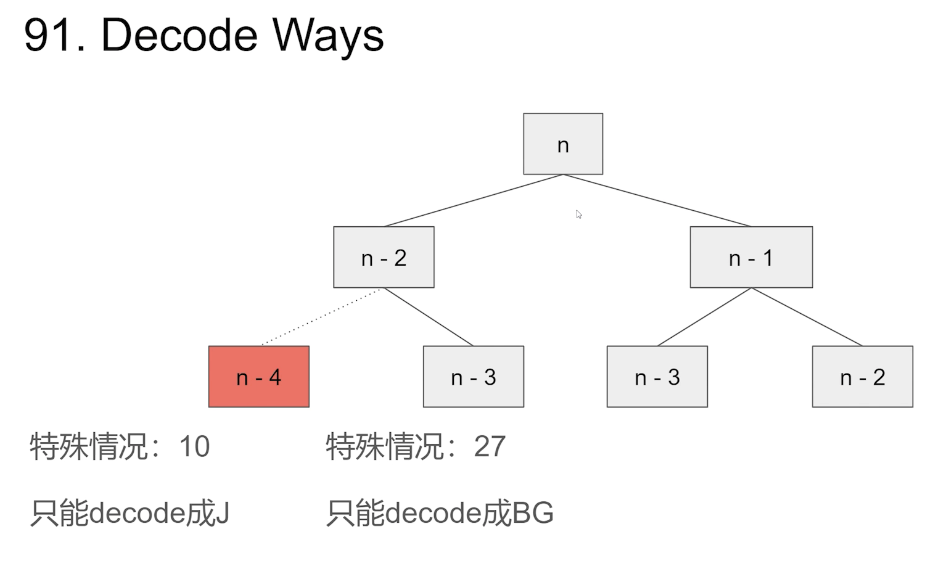 91. Decode Ways
n
n - 2
n - 1
n - 4
n - 3
n - 3
n - 2
特殊情况：10
特殊情况：27
只能decode成J
只能decode成BG